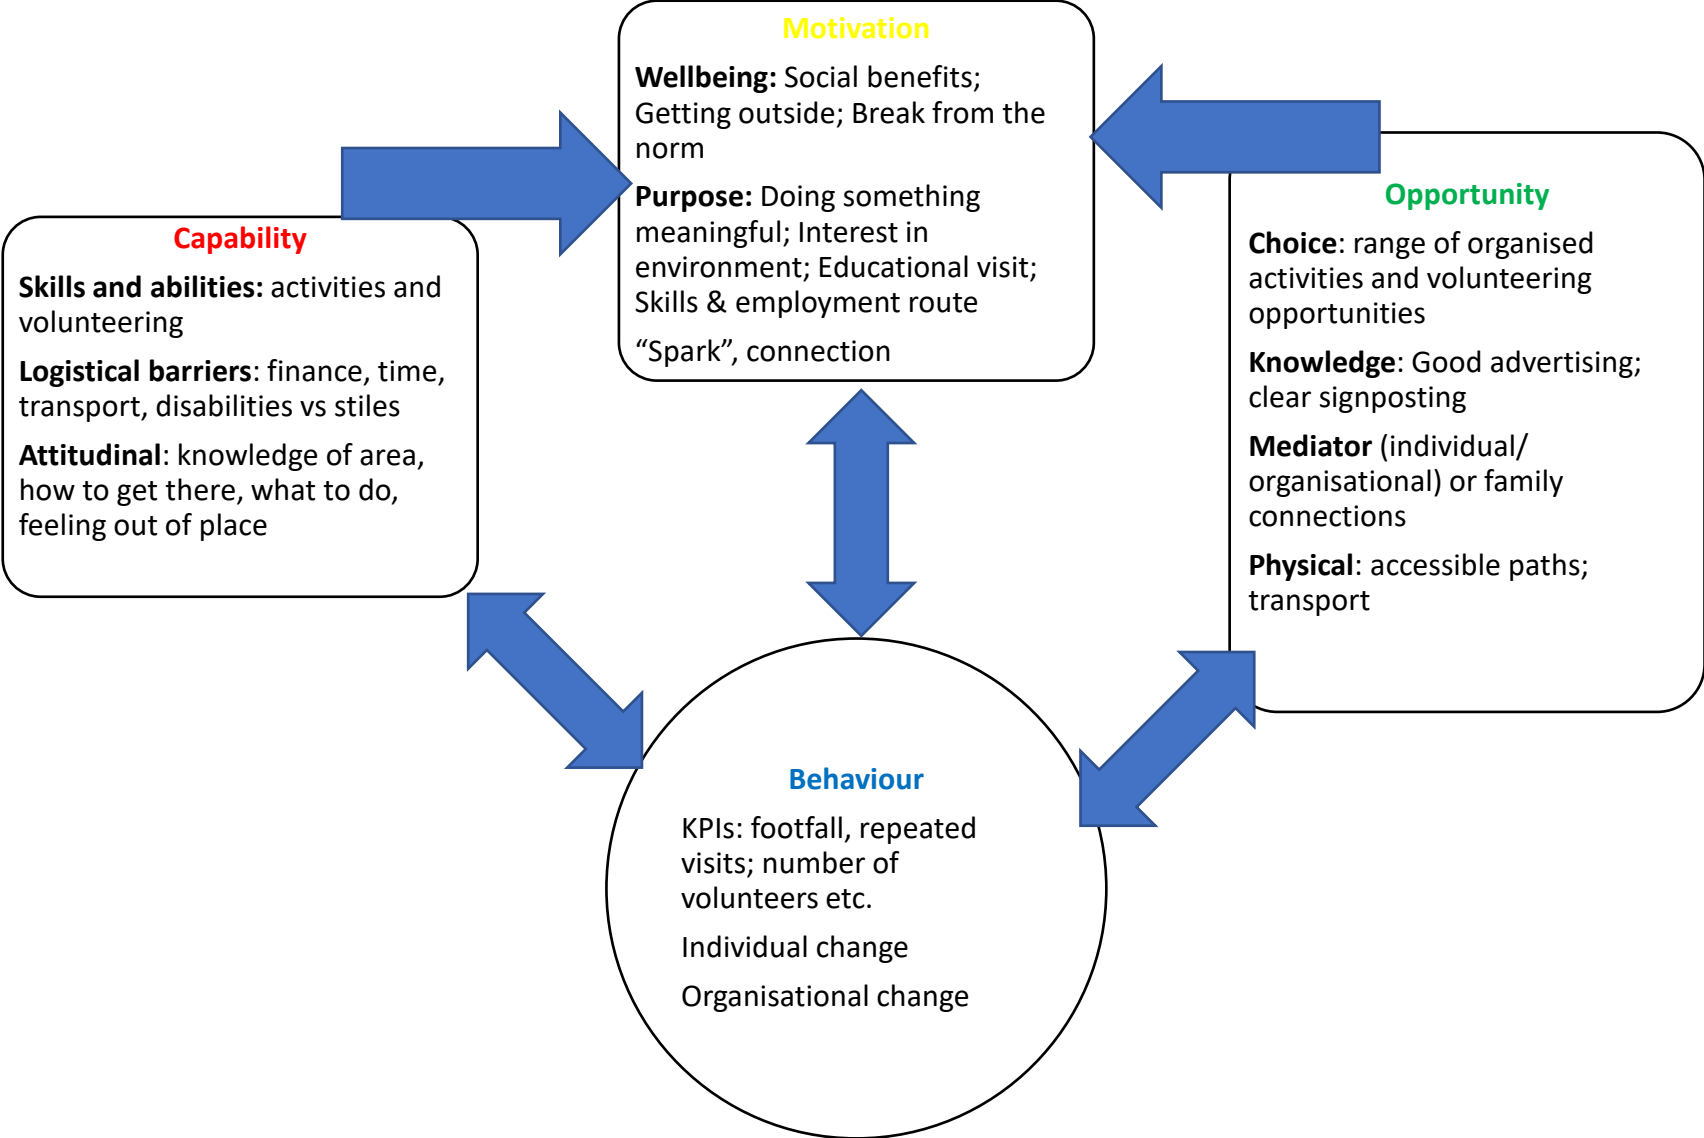 Motivation
Wellbeing: Social benefits;
Getting outside; Break from the
norm
Purpose: Doing something
meaningful; Interest in
environment; Educational visit;
Skills & employment route
“Spark”, connection
Capability
Skills and abilities: activities and
volunteering
Logistical barriers: finance, time,
transport, disabilities vs stiles
Attitudinal: knowledge of area,
how to get there, what to do,
feeling out of place
Opportunity
Choice: range of organised
activities and volunteering
opportunities
Knowledge: Good advertising;
clear signposting
Mediator (individual/
organisational) or family
connections
Physical: accessible paths;
transport
Behaviour
KPIs: footfall, repeated
visits; number of
volunteers etc.
Individual change
Organisational change